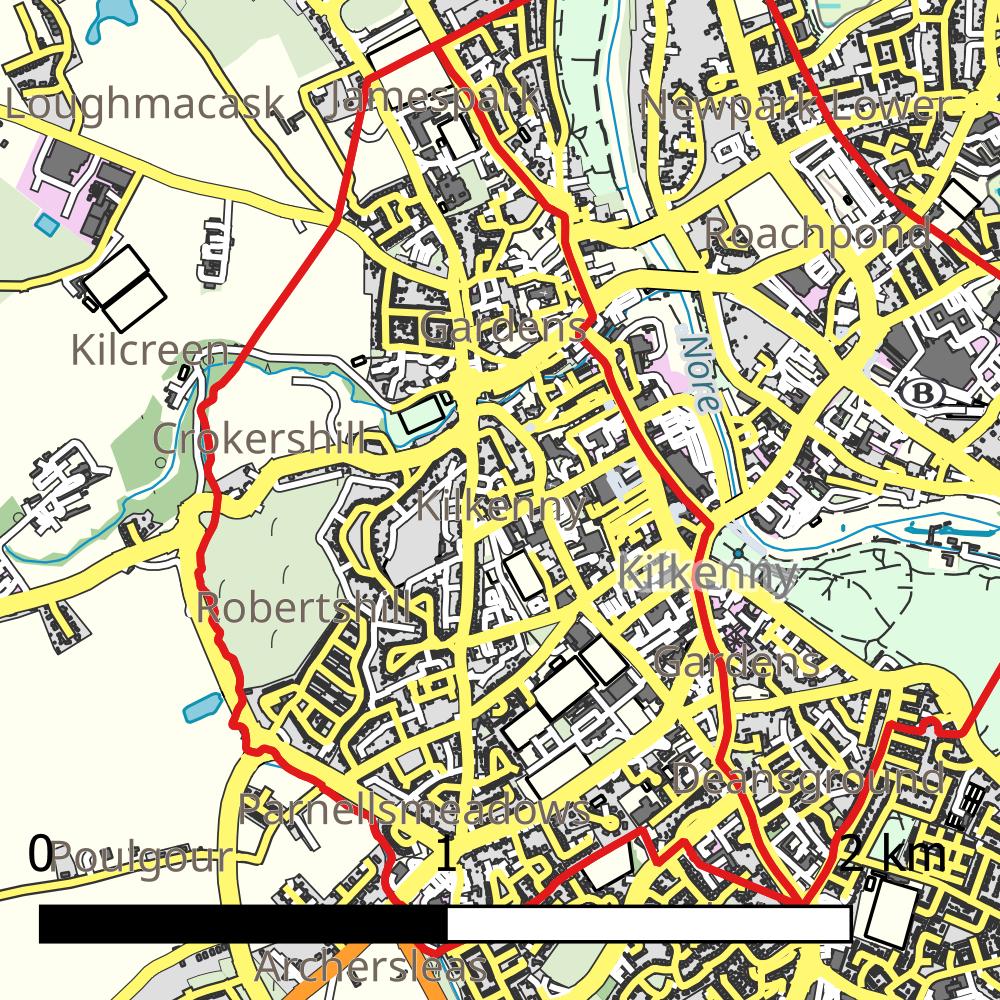 Loughmacask
Jamespark
Newpark Lower
Roachpond
Gardens
Kilcreen
Nore
B
Crokershill
Kilkenny
Kilkenny
Robertshill
Gardens
Deansground
Parnellsmeadows
0
Poulgour
1
2 km
Archersleas